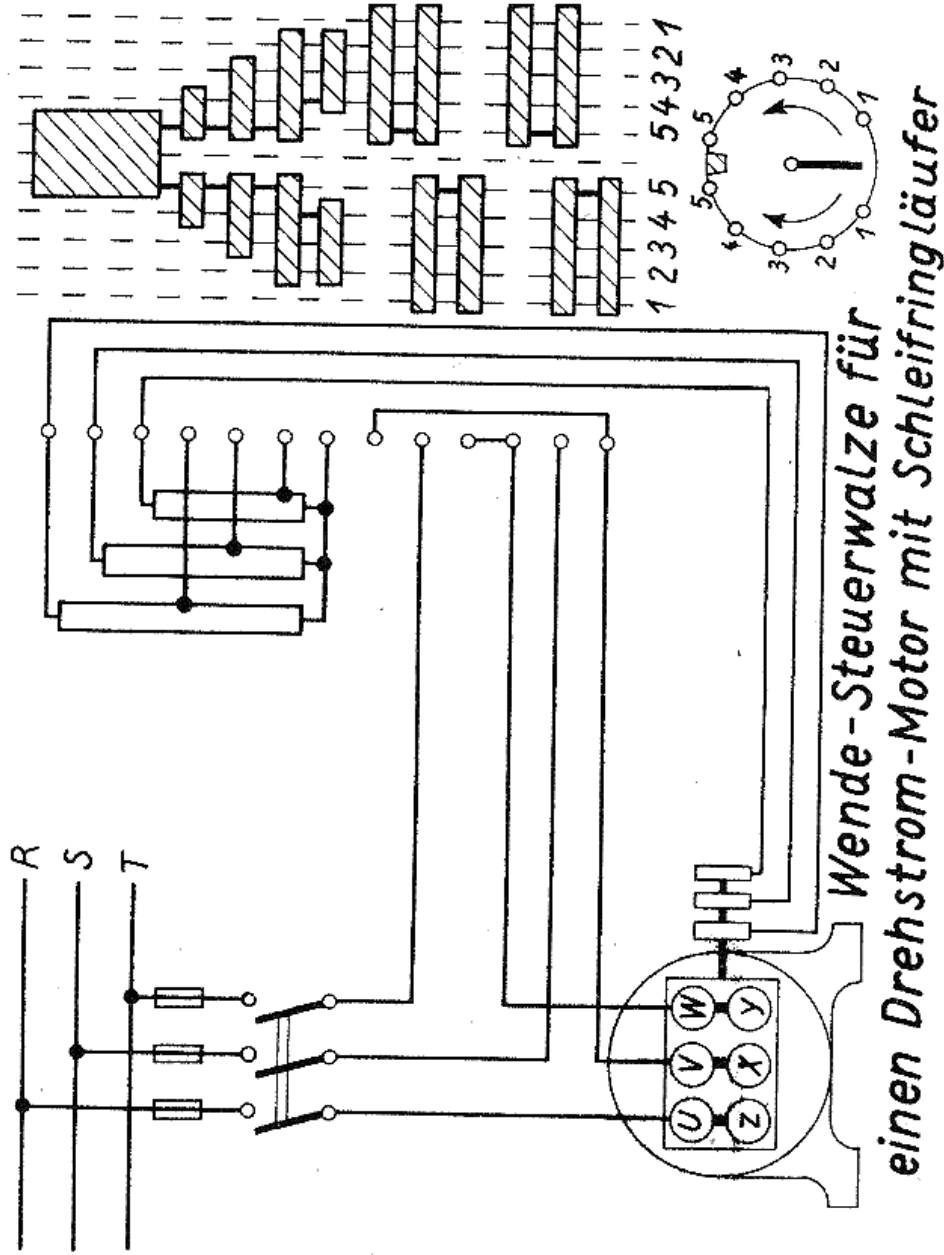 R
S
T
1 2 3 4 5
5 4 3 2 1
5 5
4 4
3 3
2 2
1 1
U V W
Z X Y
Wende-Steuerwalze für
einen Drehstrom-Motor mit Schleifringläufer